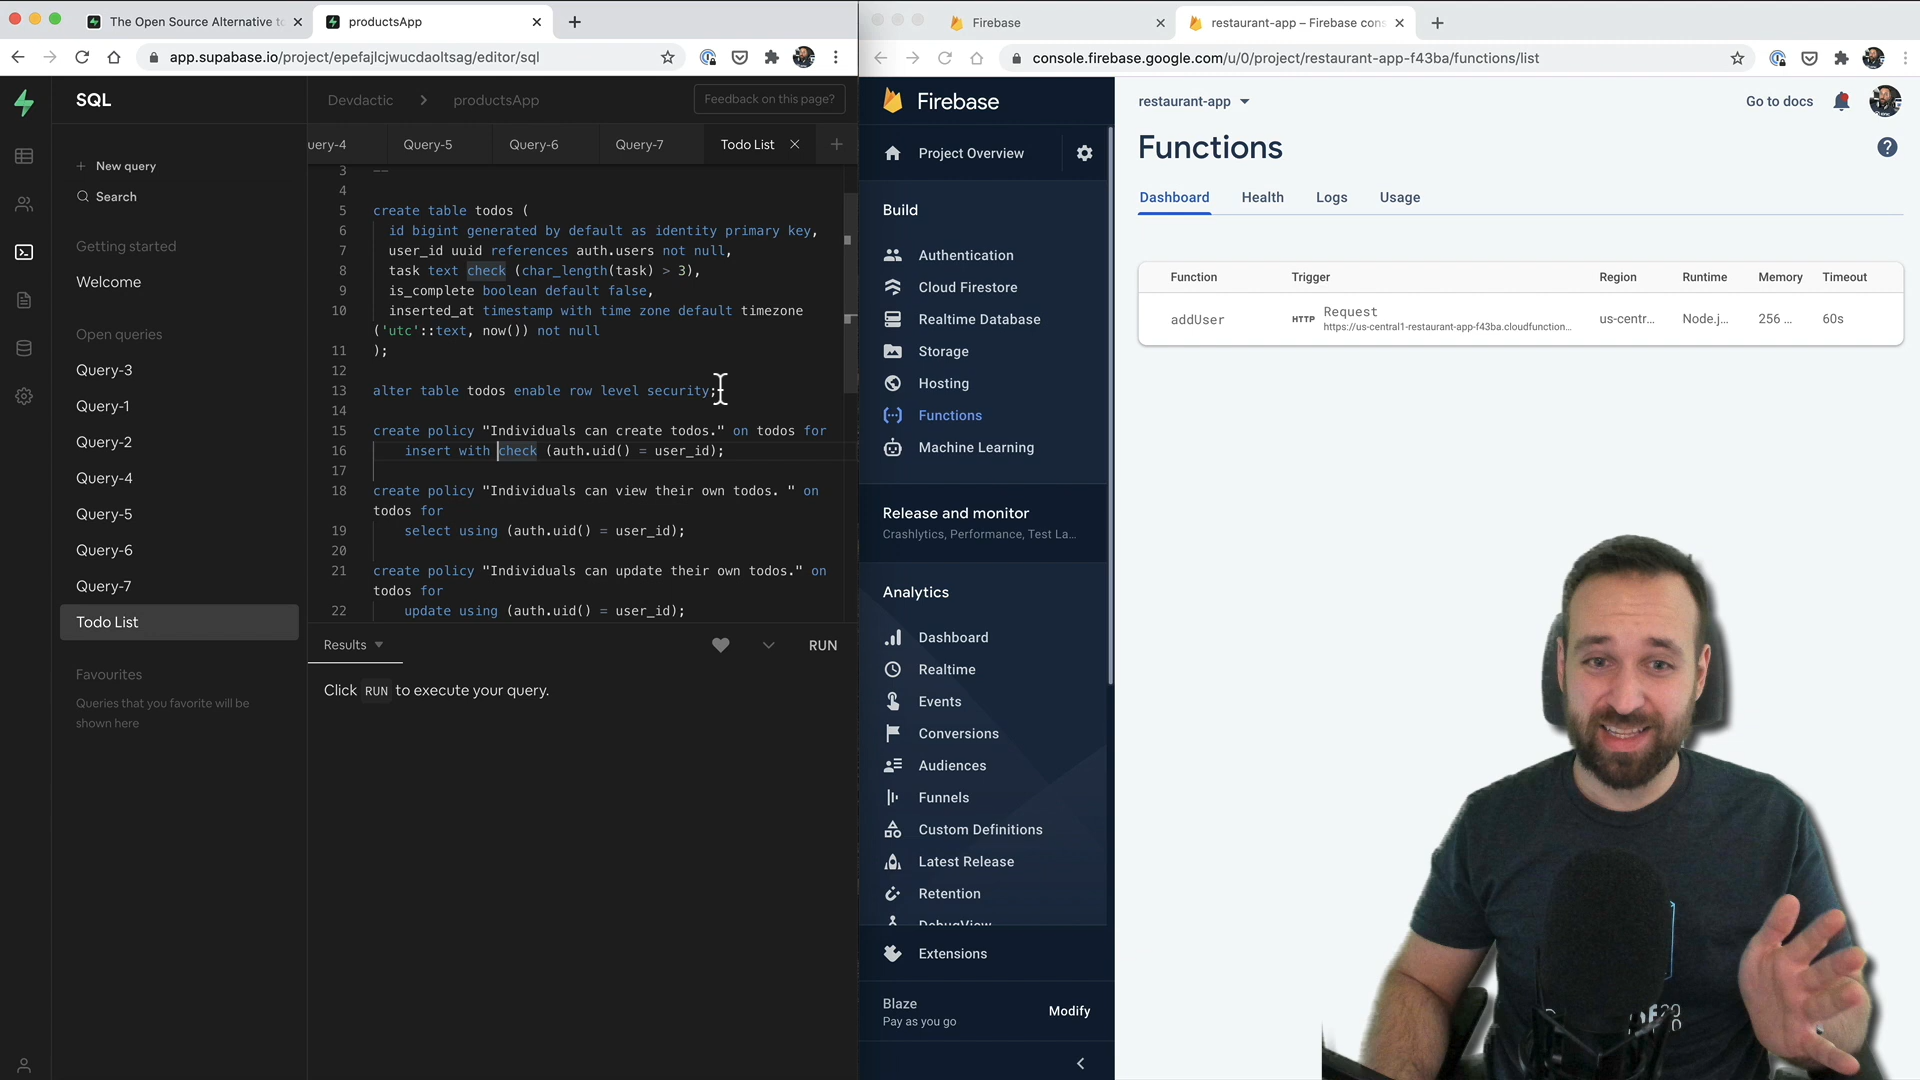 The Open Source Alternative to
productsApp
app.supabase.io/project/epefajlcjwucdaoltsag/editor/sql
SQL
Devdactic
productsApp
Feedback on this page?
uery-4
Query-5
Query-6
Query-7
Todo List
New query
Search
Getting started
Welcome
Open queries
Query-3
Query-1
Query-2
Query-4
Query-5
Query-6
Query-7
Todo List
Favourites
Queries that you favorite will be
shown here
3 --
4
5 create table todos (
6 id bigint generated by default as identity primary key,
7 user_id uuid references auth.users not null,
8 task text check (char_length(task) > 3),
9 is_complete boolean default false,
10 inserted_at timestamp with time zone default timezone
('utc'::text, now()) not null
11 );
12
13 alter table todos enable row level security;
14
15 create policy "Individuals can create todos." on todos for
16 insert with check (auth.uid() = user_id);
17
18 create policy "Individuals can view their own todos. " on
todos for
19 select using (auth.uid() = user_id);
20
21 create policy "Individuals can update their own todos." on
todos for
22 update using (auth.uid() = user_id);
Results
RUN
Click RUN to execute your query.
Firebase
restaurant-app – Firebase cons
console.firebase.google.com/u/0/project/restaurant-app-f43ba/functions/list
Firebase
Project Overview
Build
Authentication
Cloud Firestore
Realtime Database
Storage
Hosting
Functions
Machine Learning
Release and monitor
Crashlytics, Performance, Test La...
Analytics
Dashboard
Realtime
Events
Conversions
Audiences
Funnels
Custom Definitions
Latest Release
Retention
DebugView
Extensions
Blaze
Pay as you go
Modify
restaurant-app
Go to docs
Functions
Dashboard
Health
Logs
Usage
Function
Trigger
Region
Runtime
Memory
Timeout
addUser
HTTP
Request
https://us-central1-restaurant-app-f43ba.cloudfunction...
us-centr...
Node.j...
256 ...
60s